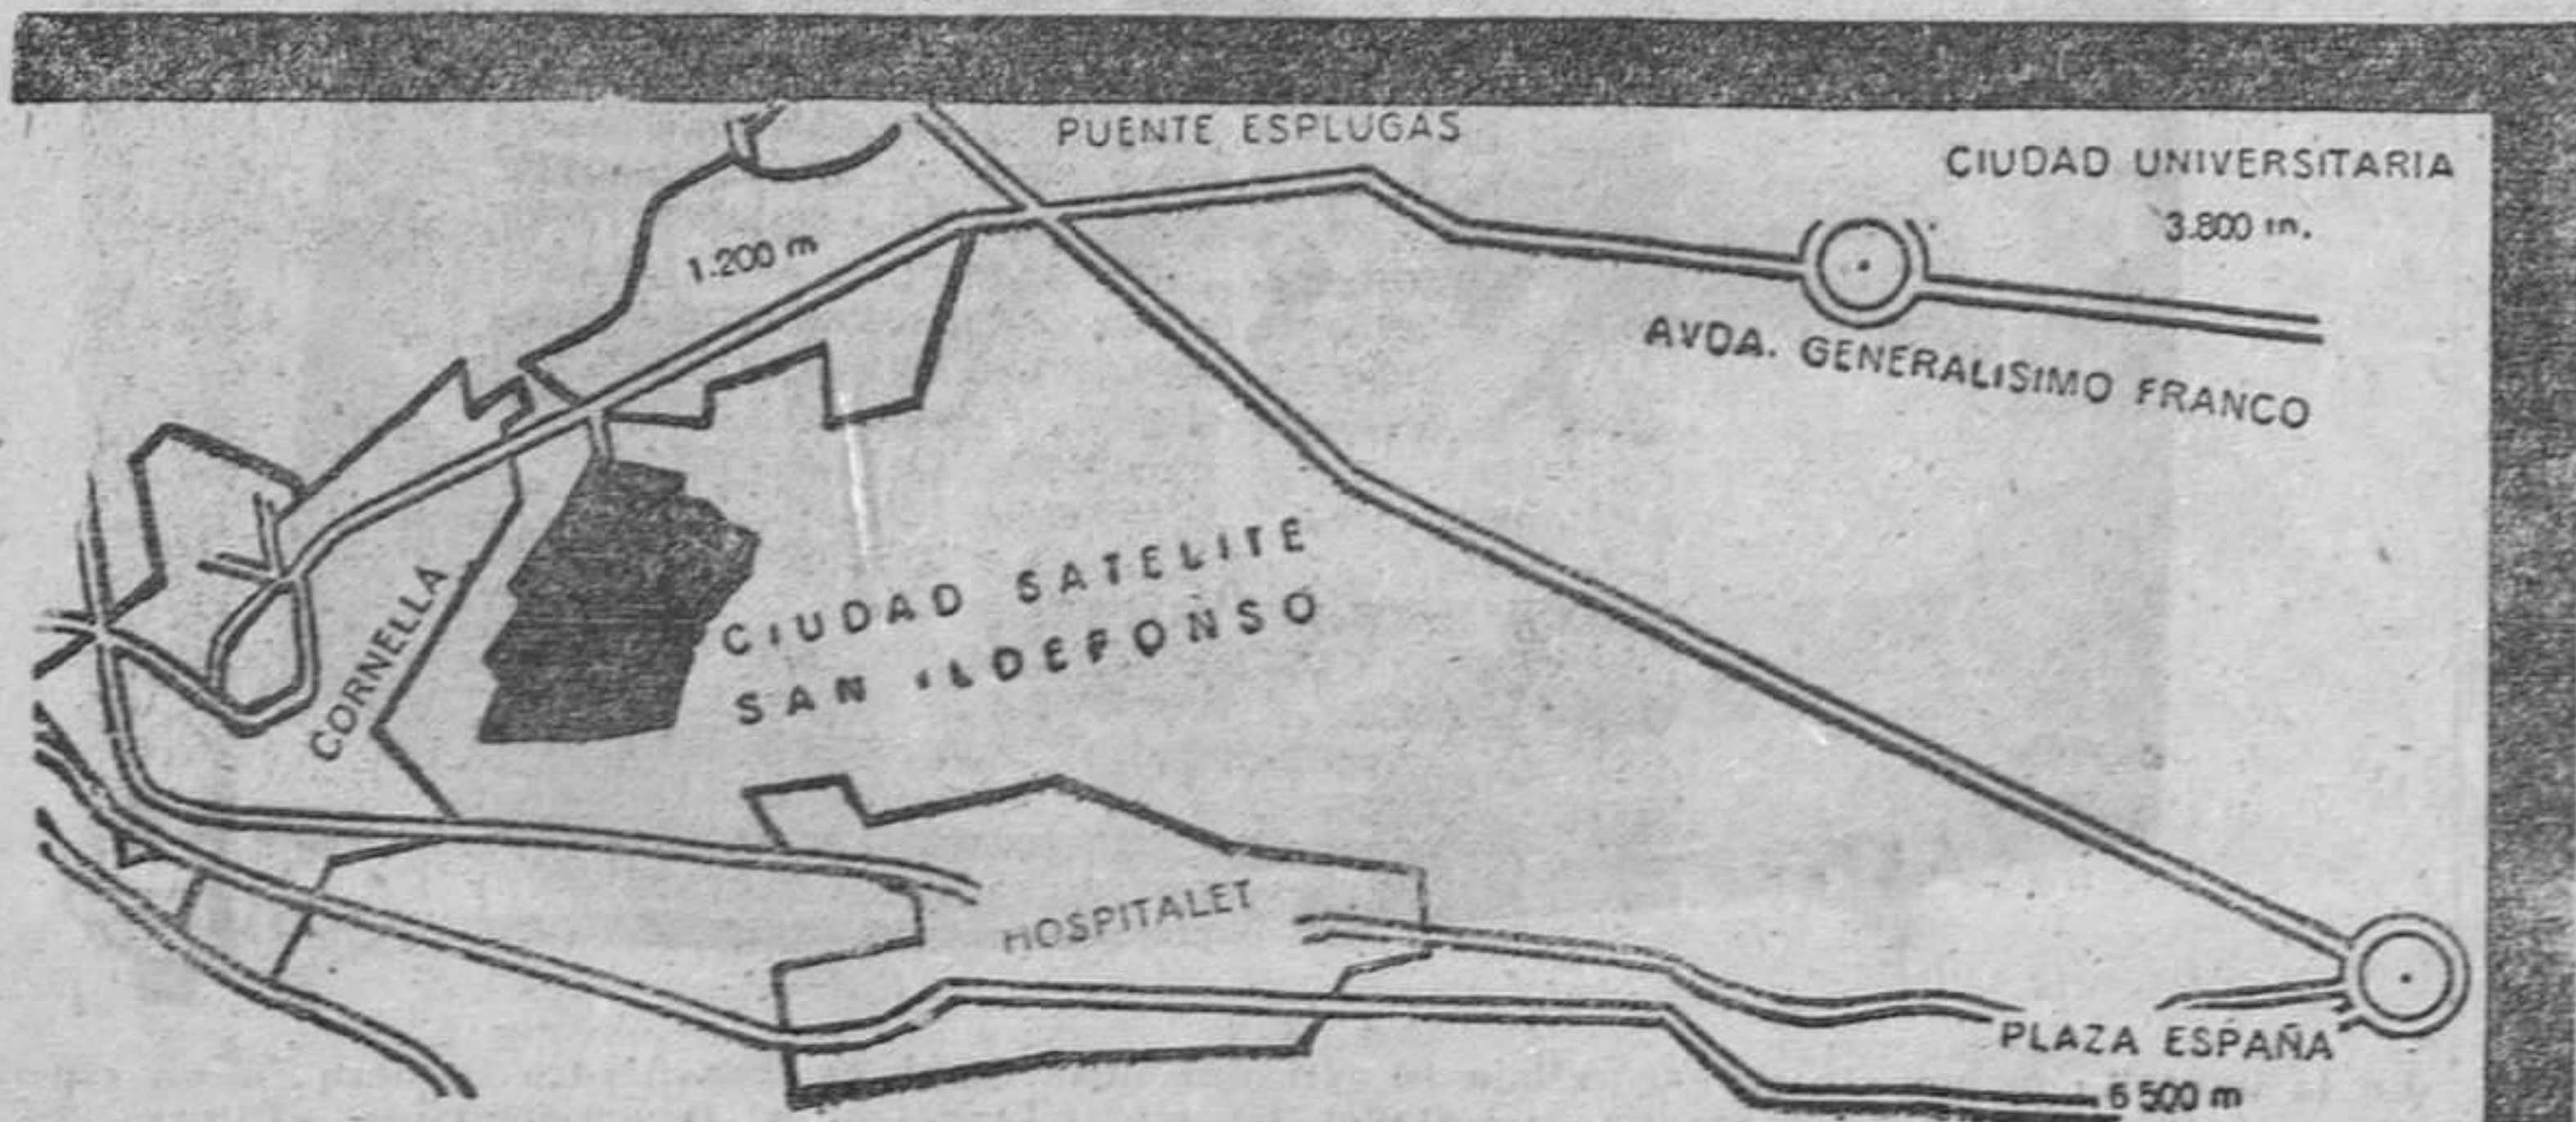 PUENTE ESPLUGAS
CIUDAD UNIVERSITARIA
3.800 m.
1.200 m
AVDA. GENERALISIMO FRANCO
CIUDAD SATELITE
SAN ILDEFONSO
CORNELLA
HOSPITALET
PLAZA ESPAÑA
6 500 m